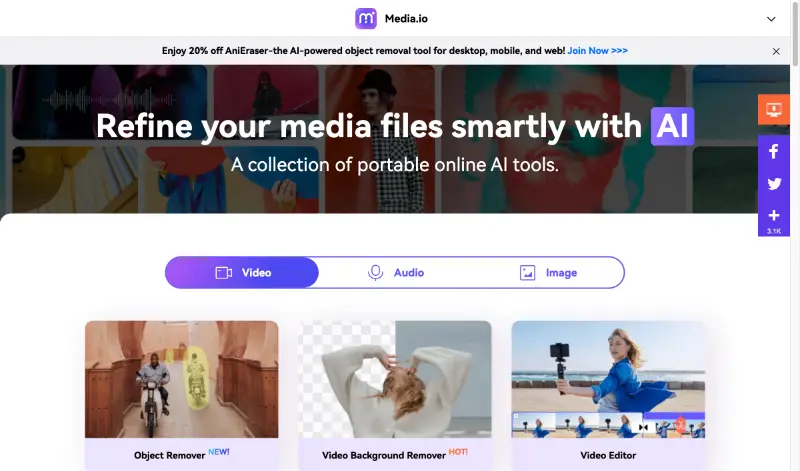 Media.io
Enjoy 20% off AniEraser–the AI-powered object removal tool for desktop, mobile, and web! Join Now >>>
Refine your media files smartly with AI
A collection of portable online AI tools.
3.1K
Video
Audio
Image
Object Remover NEW!
Video Background Remover HOT!
Video Editor